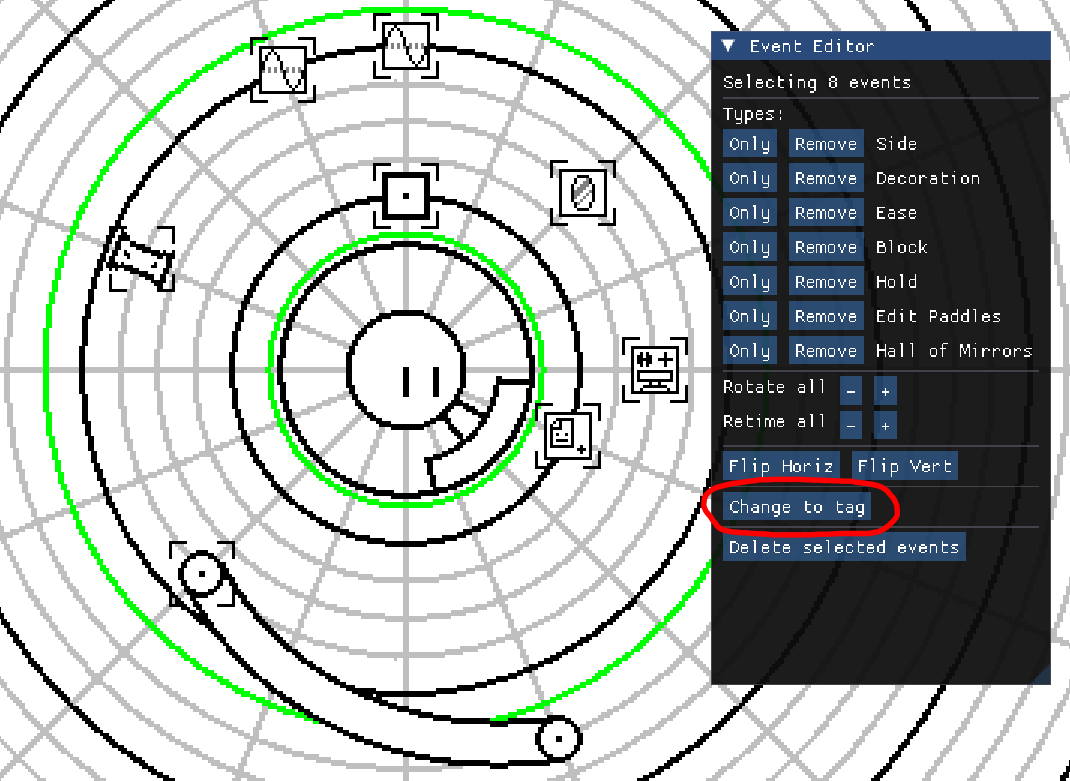 Event Editor
Selecting 8 events
Types:
Only Remove Side
Only Remove Decoration
Only Remove Ease
Only Remove Block
Only Remove Hold
Only Remove Edit Paddles
Only Remove Hall of Mirrors
Rotate all - +
Retime all - +
Flip Horiz Flip Vert
Change to tag
Delete selected events